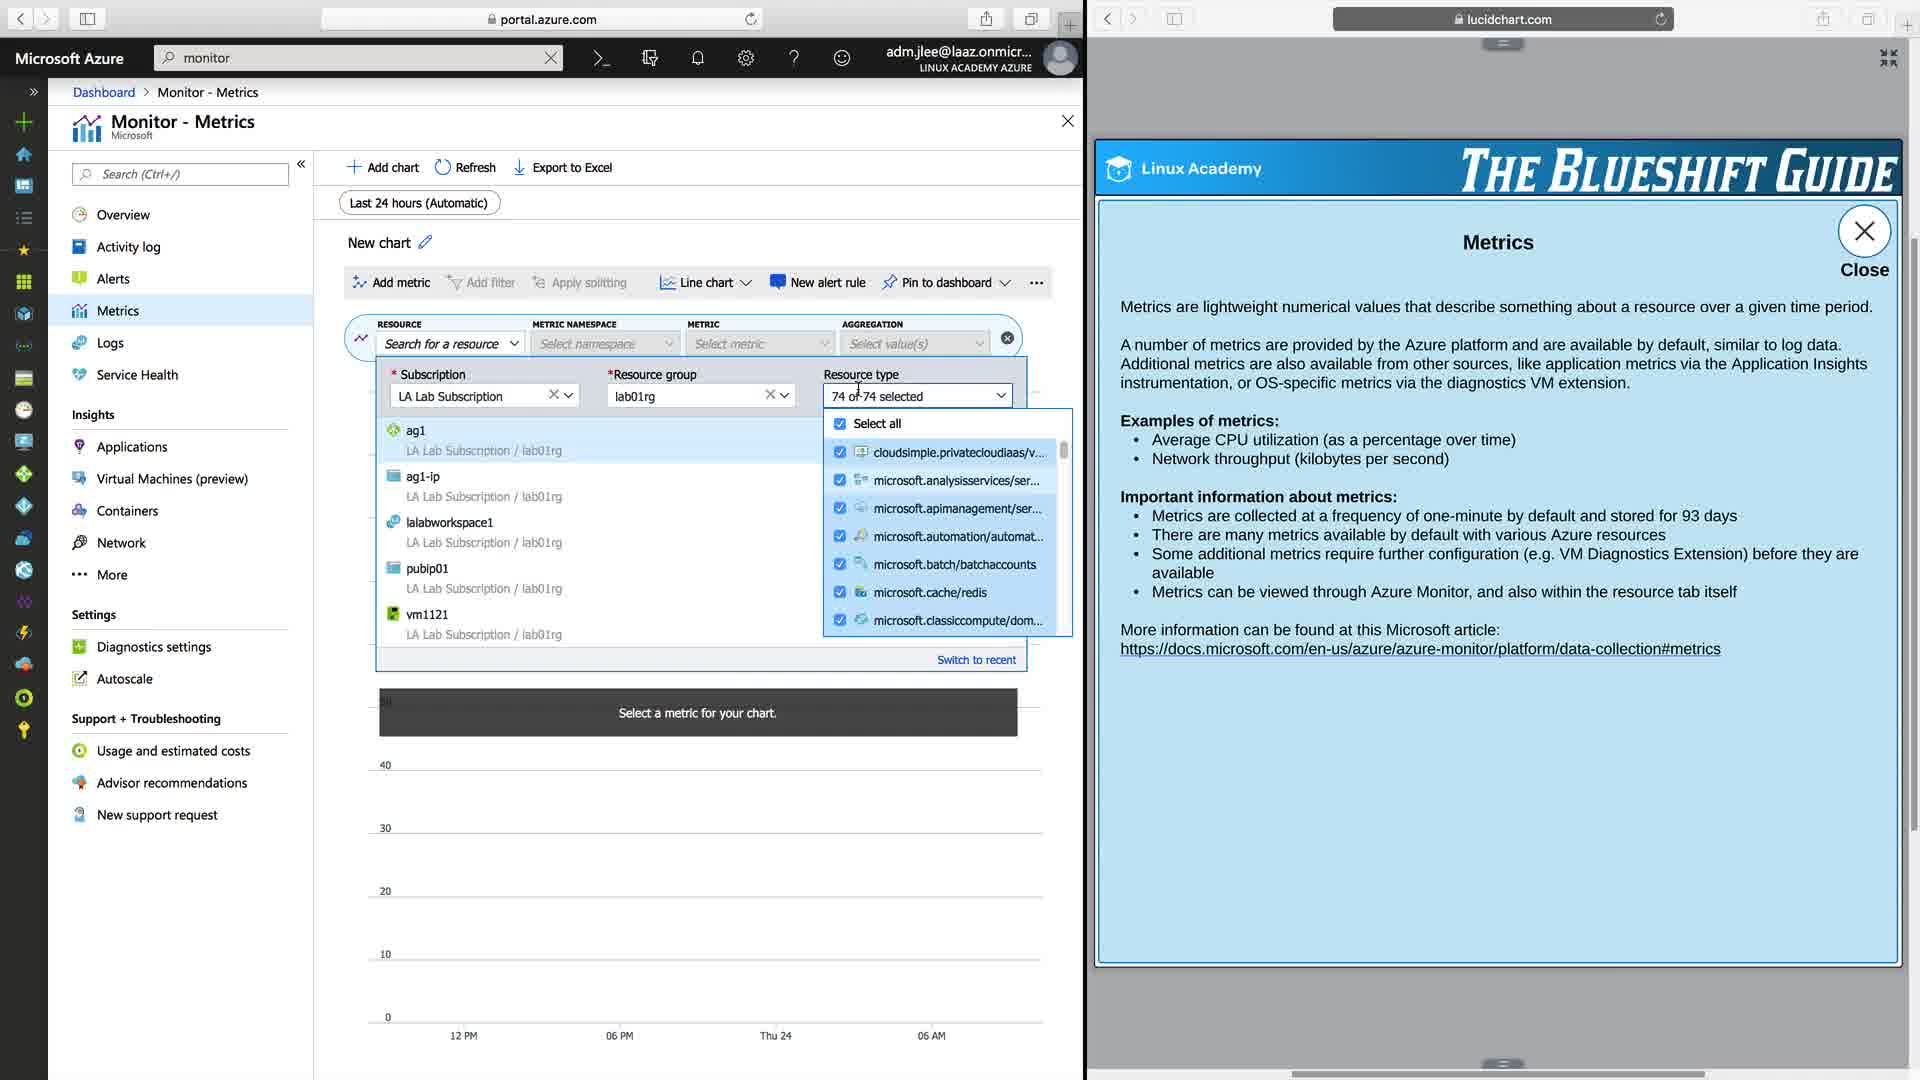 portal.azure.com
Microsoft Azure
monitor
adm.jlee@laaz.onmicr...
LINUX ACADEMY AZURE
Dashboard > Monitor - Metrics
Monitor - Metrics
Microsoft
Search (Ctrl+/)
Overview
Activity log
Alerts
Metrics
Logs
Service Health
Insights
Applications
Virtual Machines (preview)
Containers
Network
More
Settings
Diagnostics settings
Autoscale
Support + Troubleshooting
Usage and estimated costs
Advisor recommendations
New support request
Add chart
Refresh
Export to Excel
Last 24 hours (Automatic)
New chart
Add metric
Add filter
Apply splitting
Line chart
New alert rule
Pin to dashboard
RESOURCE
METRIC NAMESPACE
METRIC
AGGREGATION
Search for a resource
Select namespace
Select metric
Select value(s)
* Subscription
*Resource group
Resource type
LA Lab Subscription
lab01rg
74 of 74 selected
ag1
LA Lab Subscription / lab01rg
ag1-ip
LA Lab Subscription / lab01rg
lalabworkspace1
LA Lab Subscription / lab01rg
pubip01
LA Lab Subscription / lab01rg
vm1121
LA Lab Subscription / lab01rg
Select all
cloudsimple.privatecloudiaas/v...
microsoft.analysisservices/ser...
microsoft.apimanagement/ser...
microsoft.automation/automat...
microsoft.batch/batchaccounts
microsoft.cache/redis
microsoft.classiccompute/dom...
Switch to recent
Select a metric for your chart.
40
30
20
10
0
12 PM
06 PM
Thu 24
06 AM
lucidchart.com
Linux Academy
THE BLUESHIFT GUIDE
Metrics
Close
Metrics are lightweight numerical values that describe something about a resource over a given time period.
A number of metrics are provided by the Azure platform and are available by default, similar to log data.
Additional metrics are also available from other sources, like application metrics via the Application Insights
instrumentation, or OS-specific metrics via the diagnostics VM extension.
Examples of metrics:
• Average CPU utilization (as a percentage over time)
• Network throughput (kilobytes per second)
Important information about metrics:
• Metrics are collected at a frequency of one-minute by default and stored for 93 days
• There are many metrics available by default with various Azure resources
• Some additional metrics require further configuration (e.g. VM Diagnostics Extension) before they are
available
• Metrics can be viewed through Azure Monitor, and also within the resource tab itself
More information can be found at this Microsoft article:
https://docs.microsoft.com/en-us/azure/azure-monitor/platform/data-collection#metrics